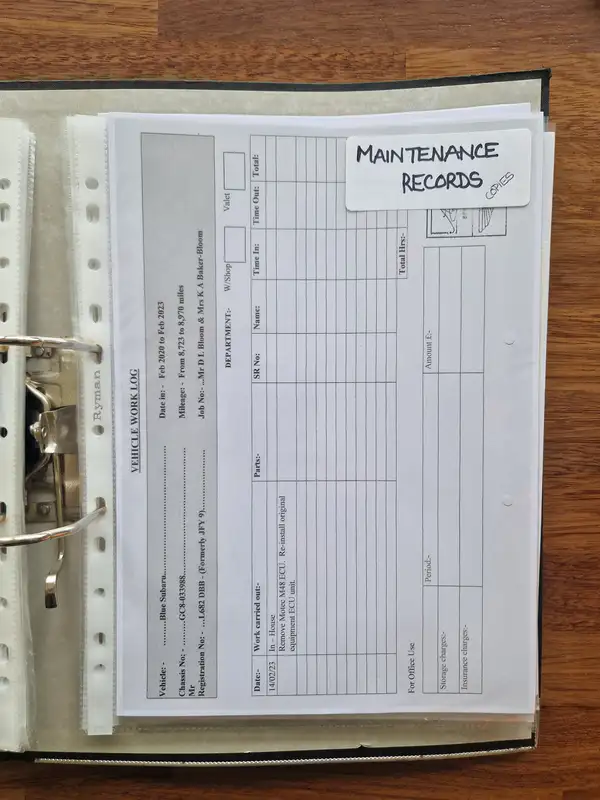 MAINTENANCE
RECORDS
COPIES
Ryman
VEHICLE WORK LOG
Vehicle: - ..........Blue Subaru............................................ Date in: - Feb 2020 to Feb 2023
Chassis No: - ........GC8-033988....................................... Mileage: - From 8,723 to 8,970 miles
Mr
Registration No: - ...L682 DBB - (Formerly JFY 9)..................... Job No:- ...Mr D I. Bloom & Mrs K A Baker-Bloom
DEPARTMENT:- W/Shop Valet
Date:- Work carried out:- Parts:- SR No: Name: Time In: Time Out: Total:
14/02/23 In – House
Remove Motec M48 ECU. Re-install original
equipment ECU unit.
Total Hrs:-
For Office Use
Period:- Amount £:-
Storage charges:-
Insurance charges:-